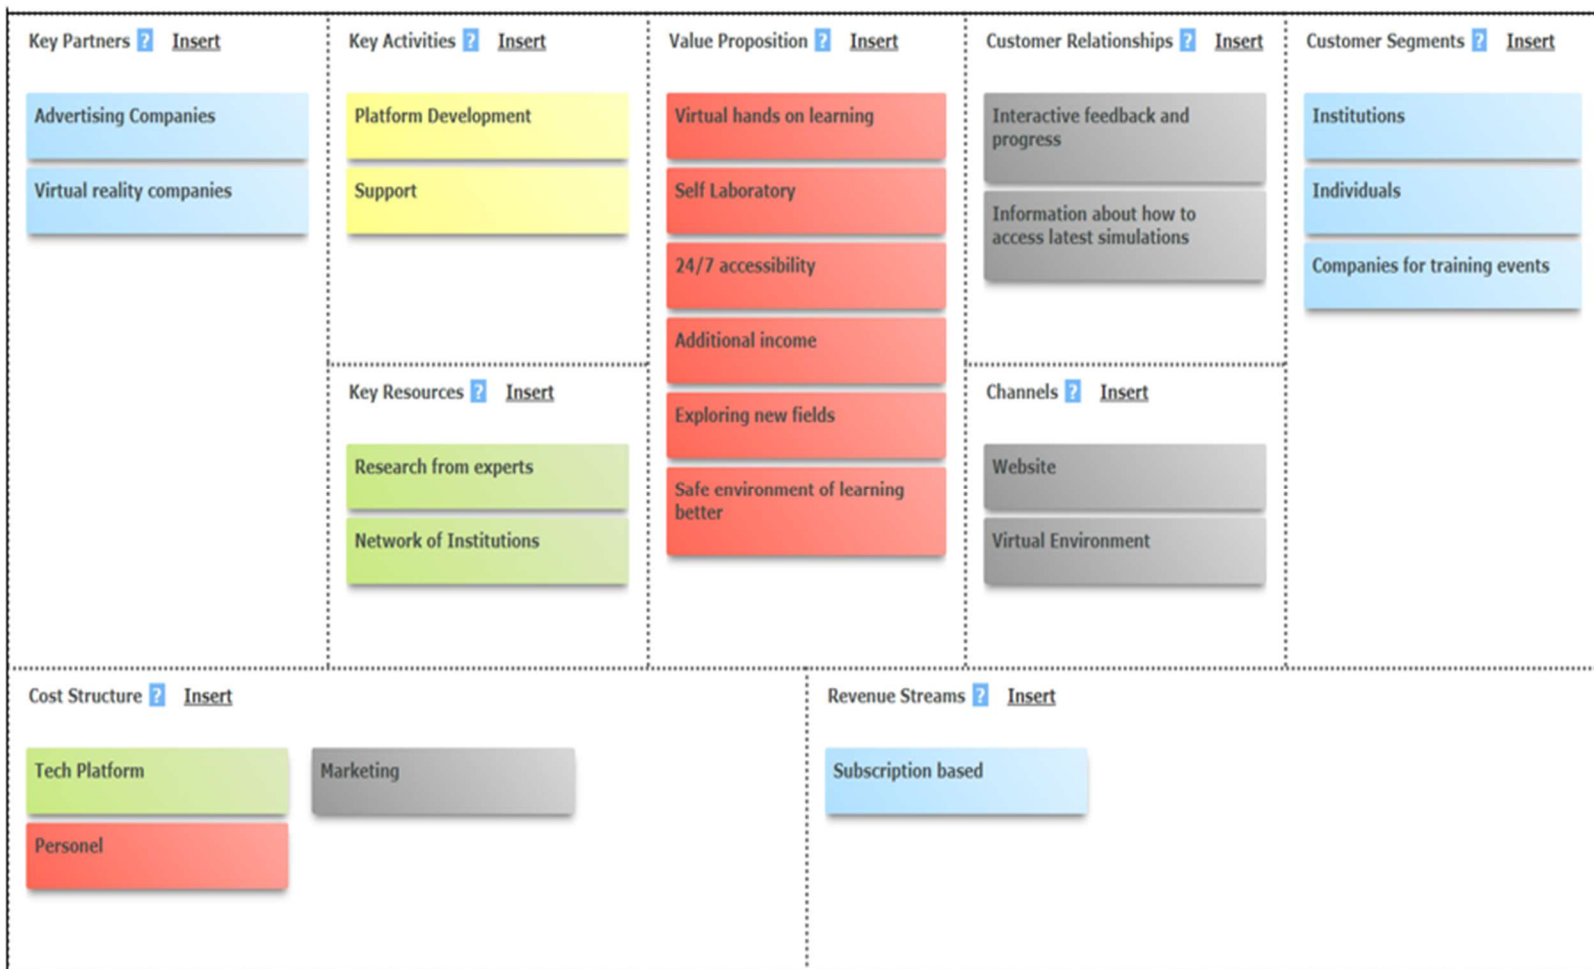 Key Partners ? Insert
Advertising Companies
Virtual reality companies
Key Activities ? Insert
Platform Development
Support
Key Resources ? Insert
Research from experts
Network of Institutions
Value Proposition ? Insert
Virtual hands on learning
Self Laboratory
24/7 accessibility
Additional income
Exploring new fields
Safe environment of learning
better
Customer Relationships ? Insert
Interactive feedback and
progress
Information about how to
access latest simulations
Channels ? Insert
Website
Virtual Environment
Customer Segments ? Insert
Institutions
Individuals
Companies for training events
Cost Structure ? Insert
Tech Platform
Marketing
Personel
Revenue Streams ? Insert
Subscription based